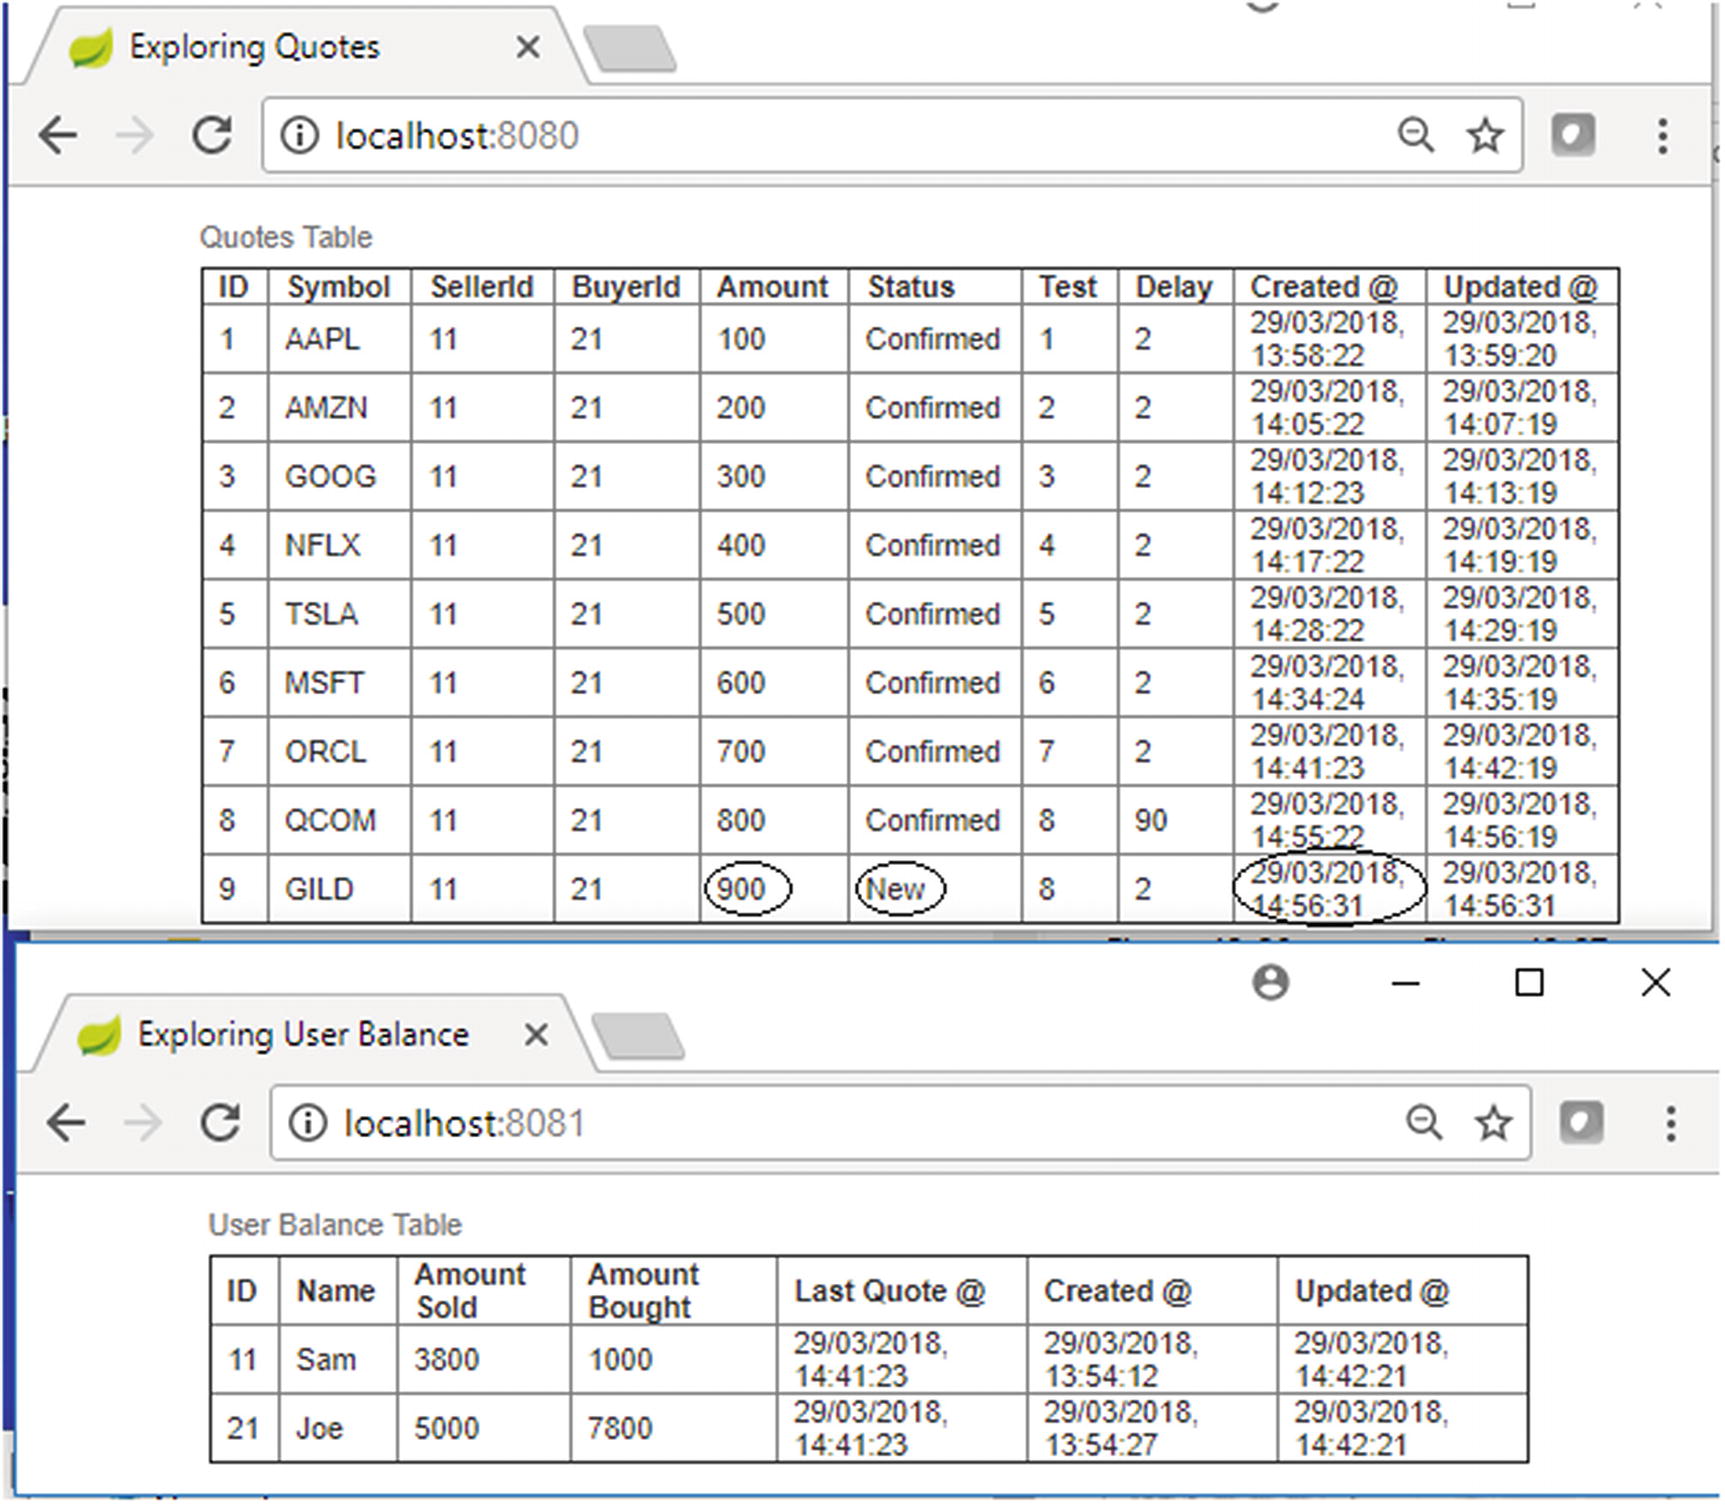 Exploring Quotes
localhost:8080
Quotes Table
ID Symbol SellerId BuyerId Amount Status Test Delay Created @ Updated @
1 AAPL 11 21 100 Confirmed 1 2 29/03/2018, 13:58:22 29/03/2018, 13:59:20
2 AMZN 11 21 200 Confirmed 2 2 29/03/2018, 14:05:22 29/03/2018, 14:07:19
3 GOOG 11 21 300 Confirmed 3 2 29/03/2018, 14:12:23 29/03/2018, 14:13:19
4 NFLX 11 21 400 Confirmed 4 2 29/03/2018, 14:17:22 29/03/2018, 14:19:19
5 TSLA 11 21 500 Confirmed 5 2 29/03/2018, 14:28:22 29/03/2018, 14:29:19
6 MSFT 11 21 600 Confirmed 6 2 29/03/2018, 14:34:24 29/03/2018, 14:35:19
7 ORCL 11 21 700 Confirmed 7 2 29/03/2018, 14:41:23 29/03/2018, 14:42:19
8 QCOM 11 21 800 Confirmed 8 90 29/03/2018, 14:55:22 29/03/2018, 14:56:19
9 GILD 11 21 900 New 8 2 29/03/2018, 14:56:31 29/03/2018, 14:56:31
Exploring User Balance
localhost:8081
User Balance Table
ID Name Amount Sold Amount Bought Last Quote @ Created @ Updated @
11 Sam 3800 1000 29/03/2018, 14:41:23 29/03/2018, 13:54:12 29/03/2018, 14:42:21
21 Joe 5000 7800 29/03/2018, 14:41:23 29/03/2018, 13:54:27 29/03/2018, 14:42:21